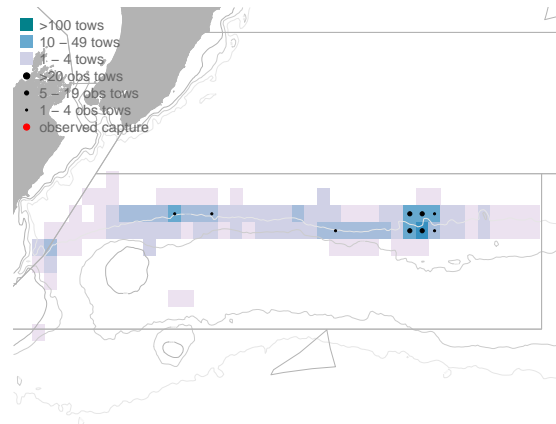 >100 tows
10 – 49 tows
1 – 4 tows
>20 obs tows
5 – 19 obs tows
1 – 4 obs tows
observed capture